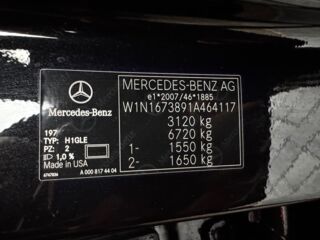 MERCEDES-BENZ AG
e1*2007/46*1885
W1N1673891A464117
3120 kg
6720 kg
1- 1550 kg
2- 1650 kg
Mercedes-Benz
197
TYP: H1GLE
PZ: 2
1,0 %
Made in USA
A 000 817 44 04